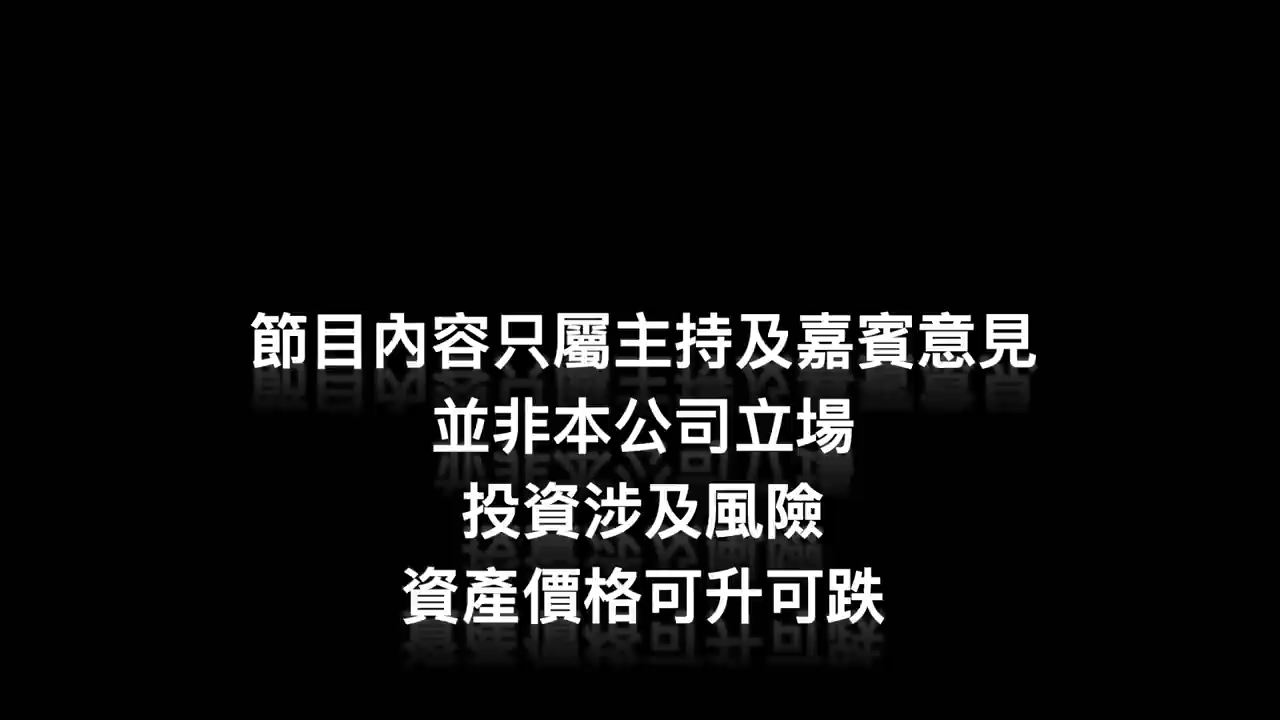 節目內容只屬主持及嘉賓意見
並非本公司立場
投資涉及風險
資產價格可升可跌